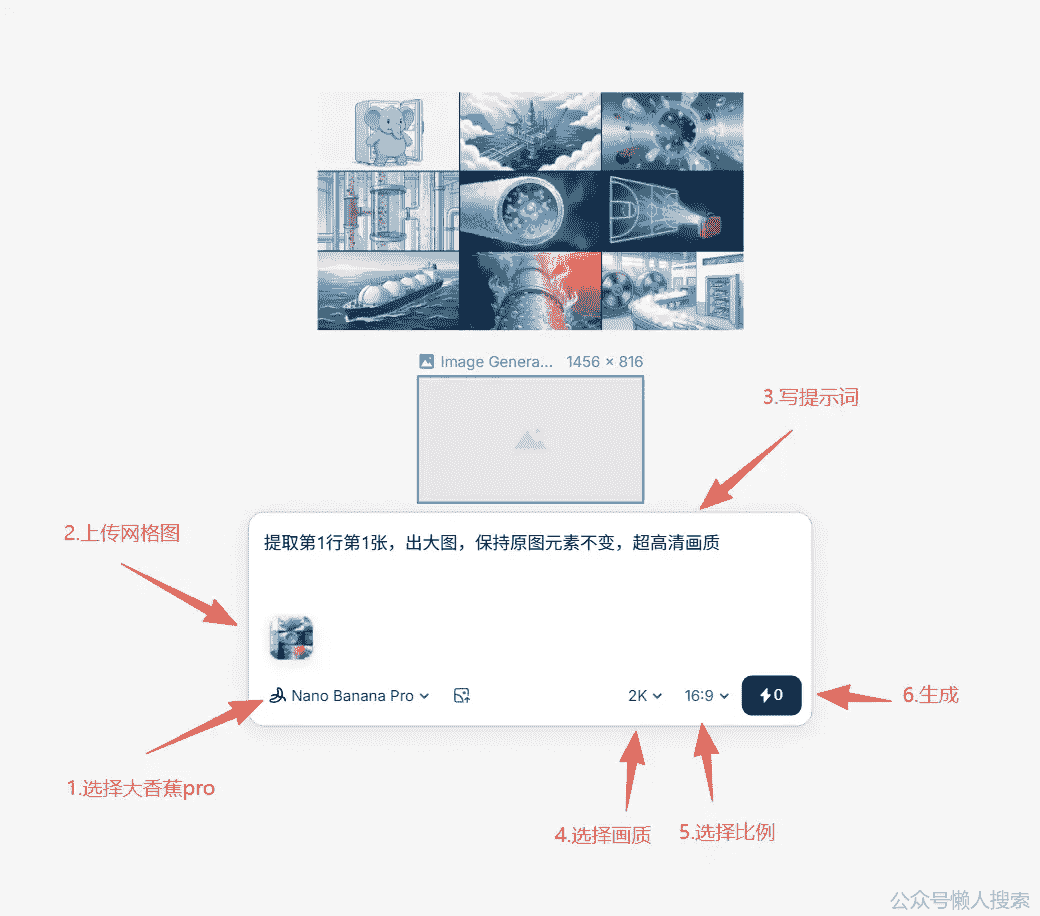 Image Genera... 1456 × 816
3.写提示词
2.上传网格图
提取第1行第1张，出大图，保持原图元素不变，超高清画质
Nano Banana Pro
2K
16:9
0
6.生成
1.选择大香蕉pro
4.选择画质
5.选择比例
公众号懒人搜索